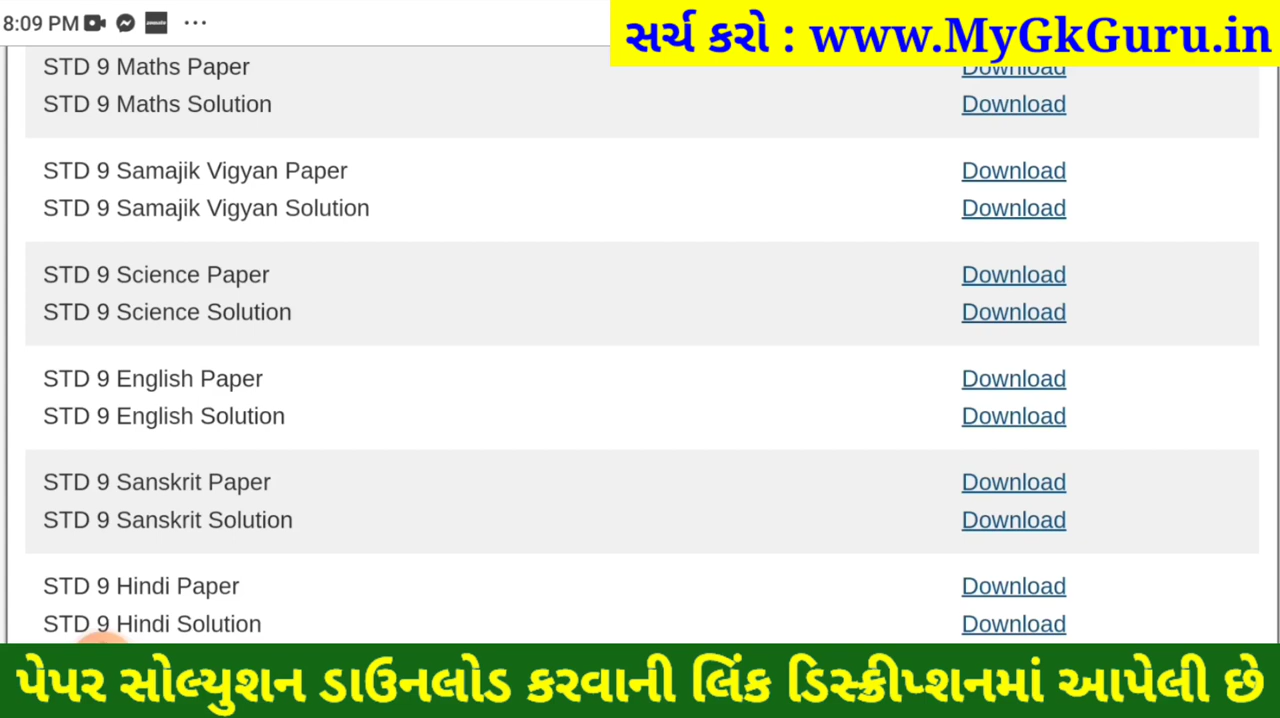 8:09 PM
સર્ચ કરો : www.MyGkGuru.in
STD 9 Maths Paper Download
STD 9 Maths Solution Download
STD 9 Samajik Vigyan Paper Download
STD 9 Samajik Vigyan Solution Download
STD 9 Science Paper Download
STD 9 Science Solution Download
STD 9 English Paper Download
STD 9 English Solution Download
STD 9 Sanskrit Paper Download
STD 9 Sanskrit Solution Download
STD 9 Hindi Paper Download
STD 9 Hindi Solution Download
પેપર સોલ્યુશન ડાઉનલોડ કરવાની લિંક ડિસ્ક્રીપ્શનમાં આપેલી છે